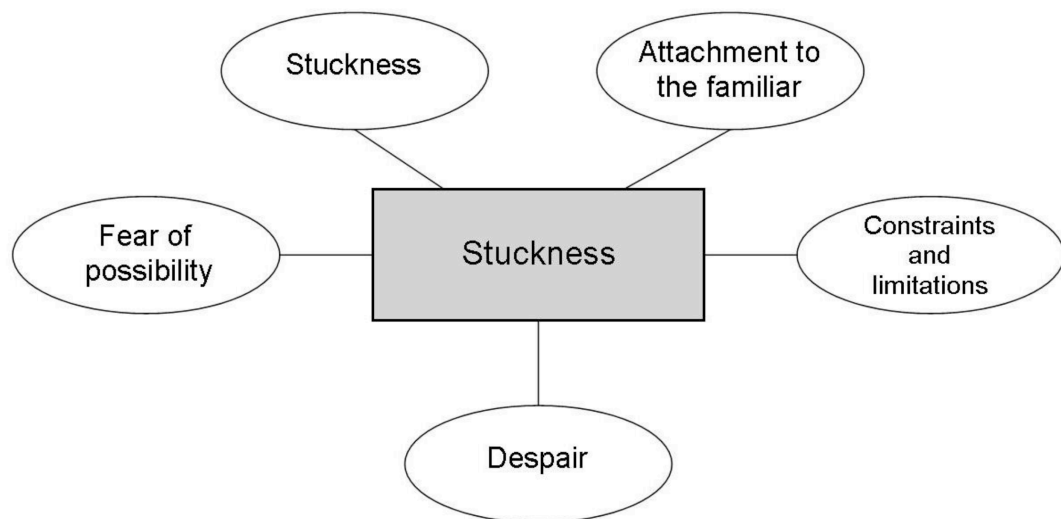 Stuckness
Attachment to
the familiar
Fear of
possibility
Stuckness
Constraints
and
limitations
Despair